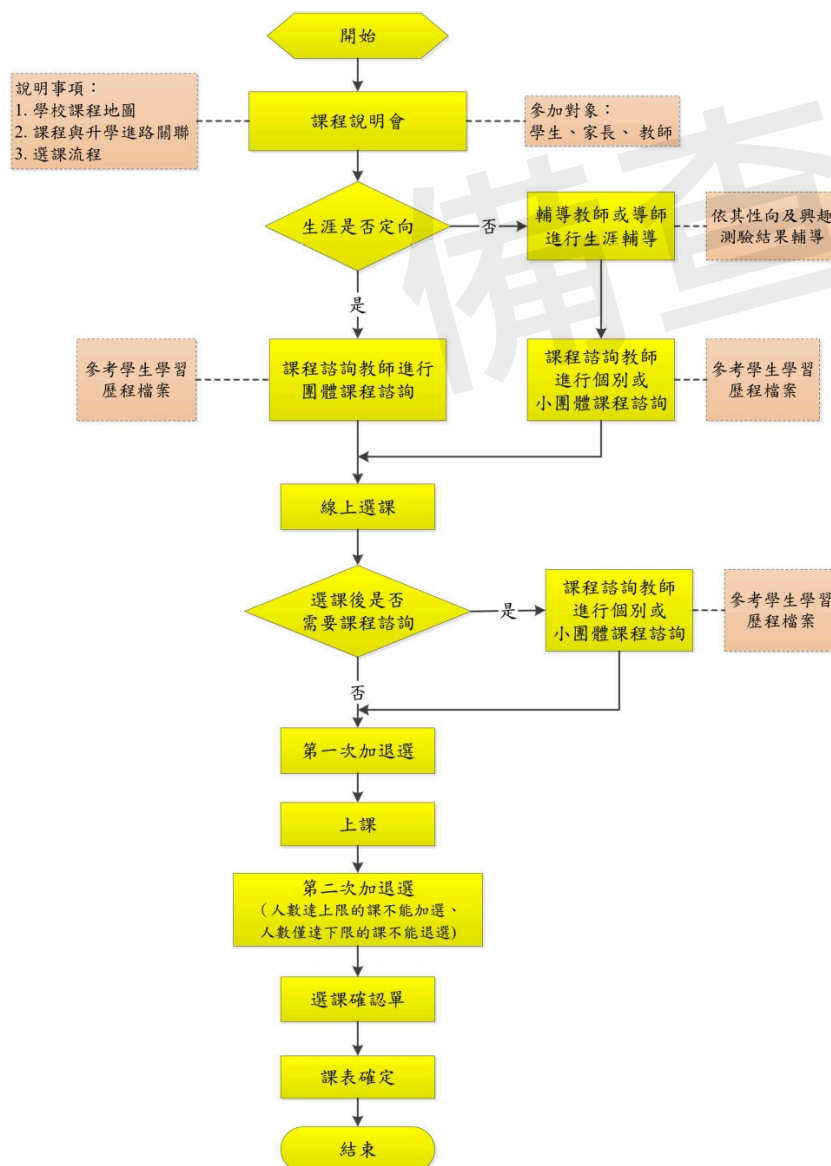 開始
說明事項：
1. 學校課程地圖
2. 課程與升學進路關聯
3. 選課流程
課程說明會
參加對象：
學生、家長、教師
生涯是否定向
否
輔導教師或導師
進行生涯輔導
依其性向及興趣
測驗結果輔導
是
參考學生學習
歷程檔案
課程諮詢教師進行
團體課程諮詢
課程諮詢教師
進行個別或
小團體課程諮詢
參考學生學習
歷程檔案
線上選課
選課後是否
需要課程諮詢
是
課程諮詢教師
進行個別或
小團體課程諮詢
參考學生學習
歷程檔案
否
第一次加退選
上課
第二次加退選
（人數達上限的課不能加選、
人數僅達下限的課不能退選)
選課確認單
課表確定
結束
備查